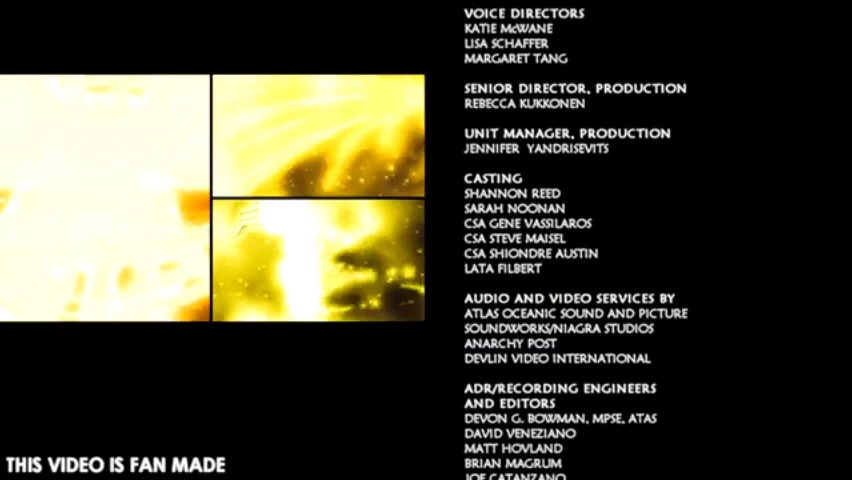 VOICE DIRECTORS
KATIE McWANE
LISA SCHAFFER
MARGARET TANG
SENIOR DIRECTOR, PRODUCTION
REBECCA KUKKONEN
UNIT MANAGER, PRODUCTION
JENNIFER YANDRISEVITS
CASTING
SHANNON REED
SARAH NOONAN
CSA GENE VASSILAROS
CSA STEVE MAISEL
CSA SHIONDRE AUSTIN
LATA FILBERT
AUDIO AND VIDEO SERVICES BY
ATLAS OCEANIC SOUND AND PICTURE
SOUNDWORKS/NIAGRA STUDIOS
ANARCHY POST
DEVLIN VIDEO INTERNATIONAL
ADR/RECORDING ENGINEERS
AND EDITORS
DEVON G. BOWMAN, MPSE, ATAS
DAVID VENEZIANO
MATT HOVLAND
BRIAN MAGRUM
JOE CATANZANO
THIS VIDEO IS FAN MADE